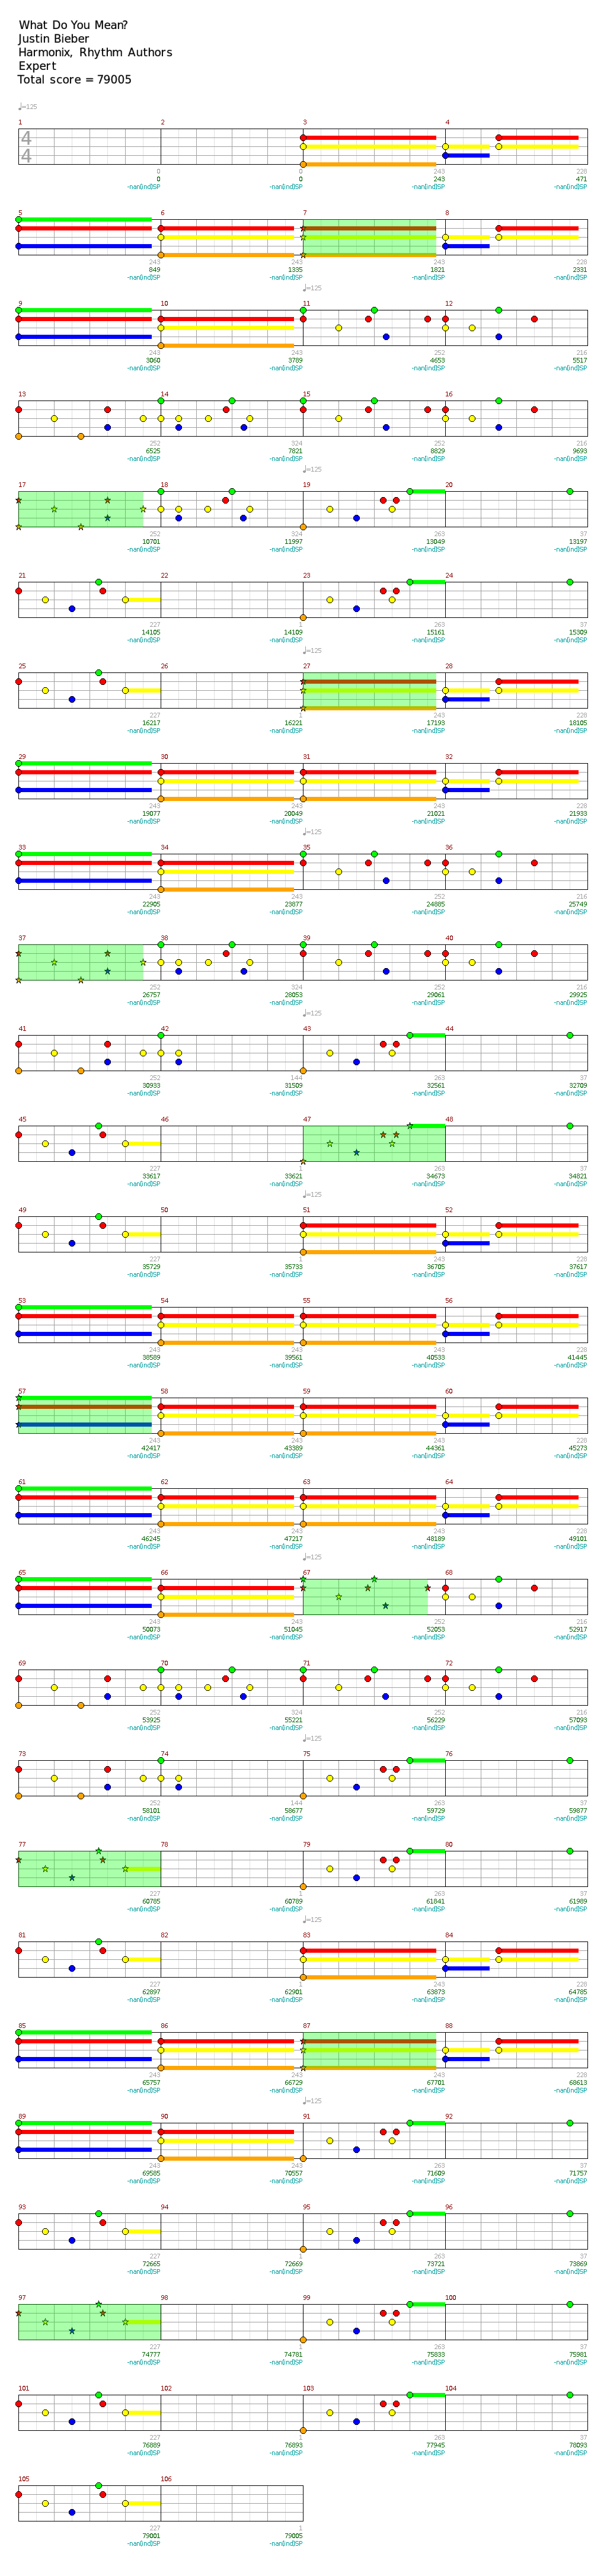 What Do You Mean?
Justin Bieber
Harmonix, Rhythm Authors
Expert
Total score = 79005
♩=125
1 2 3 4
4
4
0 0 243 228
0 0 243 471
-nan(ind)SP -nan(ind)SP -nan(ind)SP -nan(ind)SP
5 6 7 8
243 243 243 228
849 1335 1821 2331
-nan(ind)SP -nan(ind)SP -nan(ind)SP -nan(ind)SP
♩=125
9 10 11 12
243 243 252 216
3060 3789 4653 5517
-nan(ind)SP -nan(ind)SP -nan(ind)SP -nan(ind)SP
13 14 15 16
252 324 252 216
6525 7821 8829 9693
-nan(ind)SP -nan(ind)SP -nan(ind)SP -nan(ind)SP
♩=125
17 18 19 20
252 324 263 37
10701 11997 13049 13197
-nan(ind)SP -nan(ind)SP -nan(ind)SP -nan(ind)SP
21 22 23 24
227 1 263 37
14105 14109 15161 15309
-nan(ind)SP -nan(ind)SP -nan(ind)SP -nan(ind)SP
♩=125
25 26 27 28
227 1 243 228
16217 16221 17193 18105
-nan(ind)SP -nan(ind)SP -nan(ind)SP -nan(ind)SP
29 30 31 32
243 243 243 228
19077 20049 21021 21933
-nan(ind)SP -nan(ind)SP -nan(ind)SP -nan(ind)SP
♩=125
33 34 35 36
243 243 252 216
22905 23877 24885 25749
-nan(ind)SP -nan(ind)SP -nan(ind)SP -nan(ind)SP
37 38 39 40
252 324 252 216
26757 28053 29061 29925
-nan(ind)SP -nan(ind)SP -nan(ind)SP -nan(ind)SP
♩=125
41 42 43 44
252 144 263 37
30933 31509 32561 32709
-nan(ind)SP -nan(ind)SP -nan(ind)SP -nan(ind)SP
45 46 47 48
227 1 263 37
33617 33621 34673 34821
-nan(ind)SP -nan(ind)SP -nan(ind)SP -nan(ind)SP
♩=125
49 50 51 52
227 1 243 228
35729 35733 36705 37617
-nan(ind)SP -nan(ind)SP -nan(ind)SP -nan(ind)SP
53 54 55 56
243 243 243 228
38589 39561 40533 41445
-nan(ind)SP -nan(ind)SP -nan(ind)SP -nan(ind)SP
57 58 59 60
243 243 243 228
42417 43389 44361 45273
-nan(ind)SP -nan(ind)SP -nan(ind)SP -nan(ind)SP
61 62 63 64
243 243 243 228
46245 47217 48189 49101
-nan(ind)SP -nan(ind)SP -nan(ind)SP -nan(ind)SP
♩=125
65 66 67 68
243 243 252 216
50073 51045 52053 52917
-nan(ind)SP -nan(ind)SP -nan(ind)SP -nan(ind)SP
69 70 71 72
252 324 252 216
53925 55221 56229 57093
-nan(ind)SP -nan(ind)SP -nan(ind)SP -nan(ind)SP
♩=125
73 74 75 76
252 144 263 37
58101 58677 59729 59877
-nan(ind)SP -nan(ind)SP -nan(ind)SP -nan(ind)SP
77 78 79 80
227 1 263 37
60785 60789 61841 61989
-nan(ind)SP -nan(ind)SP -nan(ind)SP -nan(ind)SP
♩=125
81 82 83 84
227 1 243 228
62897 62901 63873 64785
-nan(ind)SP -nan(ind)SP -nan(ind)SP -nan(ind)SP
85 86 87 88
243 243 243 228
65757 66729 67701 68613
-nan(ind)SP -nan(ind)SP -nan(ind)SP -nan(ind)SP
♩=125
89 90 91 92
243 243 263 37
69585 70557 71609 71757
-nan(ind)SP -nan(ind)SP -nan(ind)SP -nan(ind)SP
93 94 95 96
227 1 263 37
72665 72669 73721 73869
-nan(ind)SP -nan(ind)SP -nan(ind)SP -nan(ind)SP
97 98 99 100
227 1 263 37
74777 74781 75833 75981
-nan(ind)SP -nan(ind)SP -nan(ind)SP -nan(ind)SP
101 102 103 104
227 1 263 37
76889 76893 77945 78093
-nan(ind)SP -nan(ind)SP -nan(ind)SP -nan(ind)SP
105 106
227 1
79001 79005
-nan(ind)SP -nan(ind)SP